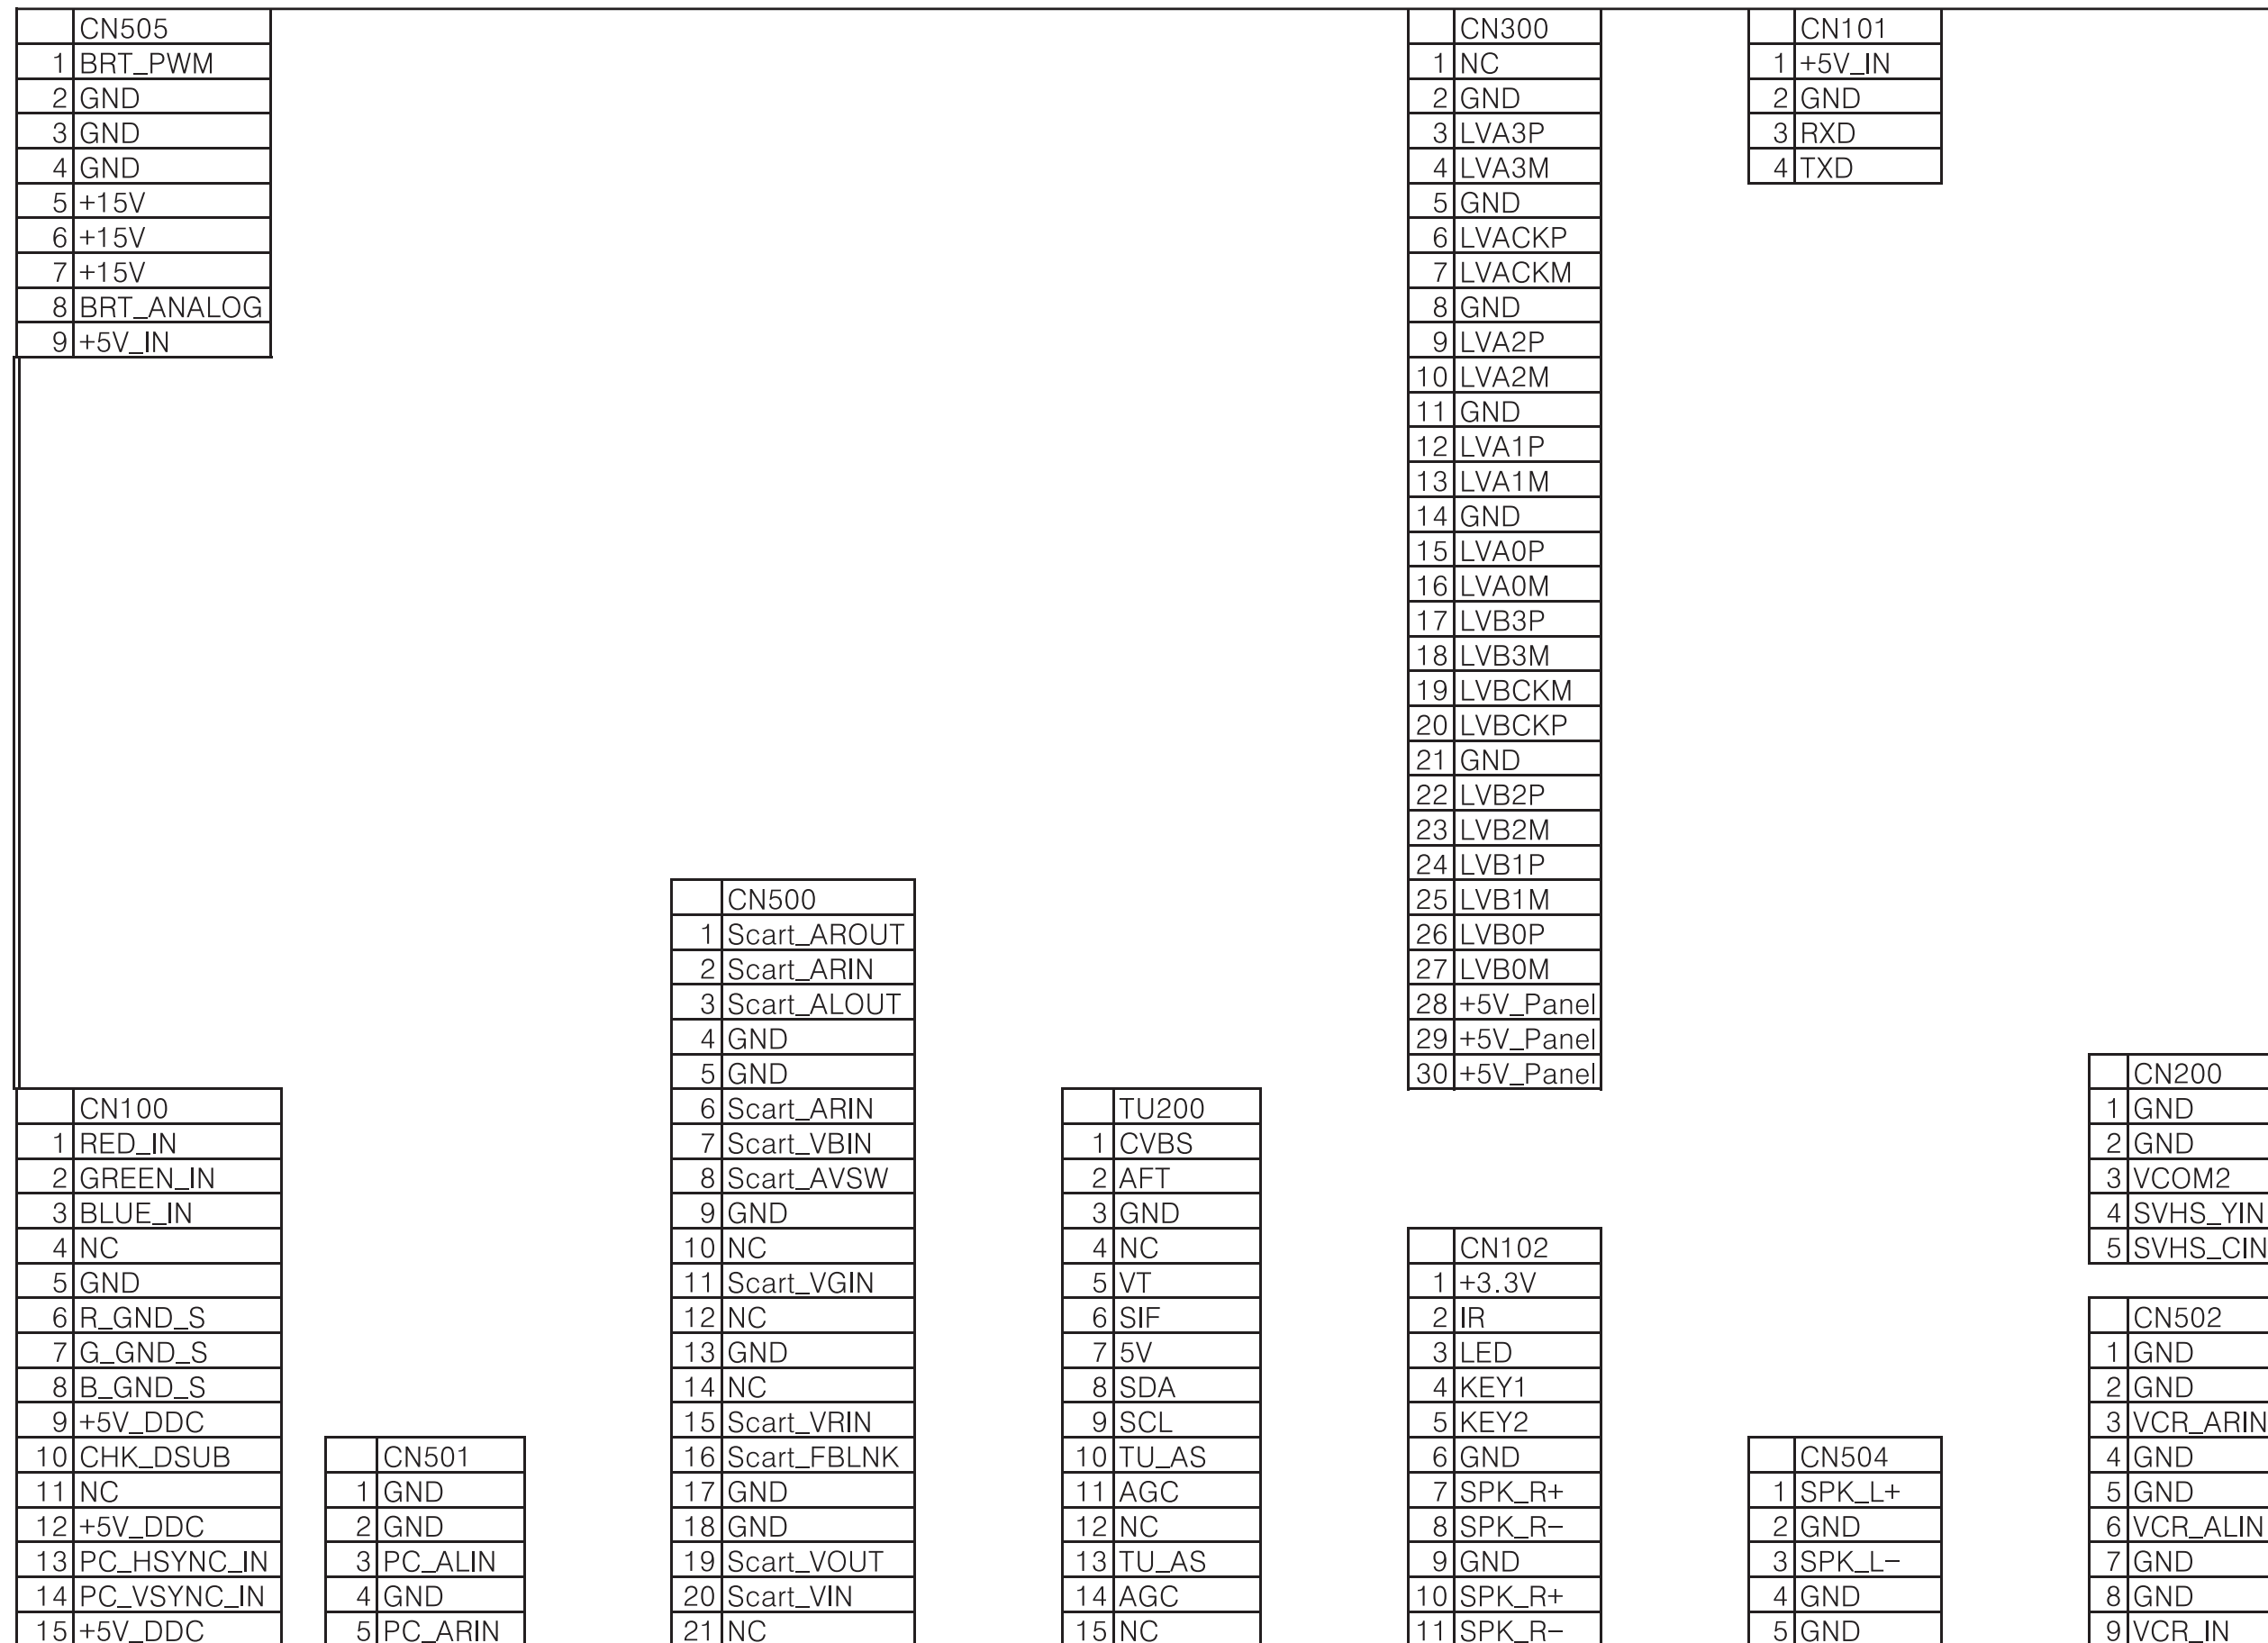 CN505
1 BRT_PWM
2 GND
3 GND
4 GND
5 +15V
6 +15V
7 +15V
8 BRT_ANALOG
9 +5V_IN
CN300
1 NC
2 GND
3 LVA3P
4 LVA3M
5 GND
6 LVACKP
7 LVACKM
8 GND
9 LVA2P
10 LVA2M
11 GND
12 LVA1P
13 LVA1M
14 GND
15 LVA0P
16 LVA0M
17 LVB3P
18 LVB3M
19 LVBCKM
20 LVBCKP
21 GND
22 LVB2P
23 LVB2M
24 LVB1P
25 LVB1M
26 LVB0P
27 LVB0M
28 +5V_Panel
29 +5V_Panel
30 +5V_Panel
CN101
1 +5V_IN
2 GND
3 RXD
4 TXD
CN100
1 RED_IN
2 GREEN_IN
3 BLUE_IN
4 NC
5 GND
6 R_GND_S
7 G_GND_S
8 B_GND_S
9 +5V_DDC
10 CHK_DSUB
11 NC
12 +5V_DDC
13 PC_HSYNC_IN
14 PC_VSYNC_IN
15 +5V_DDC
CN501
1 GND
2 GND
3 PC_ALIN
4 GND
5 PC_ARIN
CN500
1 Scart_AROUT
2 Scart_ARIN
3 Scart_ALOUT
4 GND
5 GND
6 Scart_ARIN
7 Scart_VBIN
8 Scart_AVSW
9 GND
10 NC
11 Scart_VGIN
12 NC
13 GND
14 NC
15 Scart_VRIN
16 Scart_FBLNK
17 GND
18 GND
19 Scart_VOUT
20 Scart_VIN
21 NC
TU200
1 CVBS
2 AFT
3 GND
4 NC
5 VT
6 SIF
7 5V
8 SDA
9 SCL
10 TU_AS
11 AGC
12 NC
13 TU_AS
14 AGC
15 NC
CN102
1 +3.3V
2 IR
3 LED
4 KEY1
5 KEY2
6 GND
7 SPK_R+
8 SPK_R−
9 GND
10 SPK_R+
11 SPK_R−
CN504
1 SPK_L+
2 GND
3 SPK_L−
4 GND
5 GND
CN200
1 GND
2 GND
3 VCOM2
4 SVHS_YIN
5 SVHS_CIN
CN502
1 GND
2 GND
3 VCR_ARIN
4 GND
5 GND
6 VCR_ALIN
7 GND
8 GND
9 VCR_IN